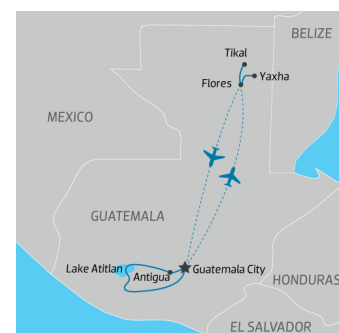 BELIZE
Tikal
Yaxha
Flores
MEXICO
GUATEMALA
Lake Atitlan
Antigua
Guatemala City
HONDURAS
EL SALVADOR